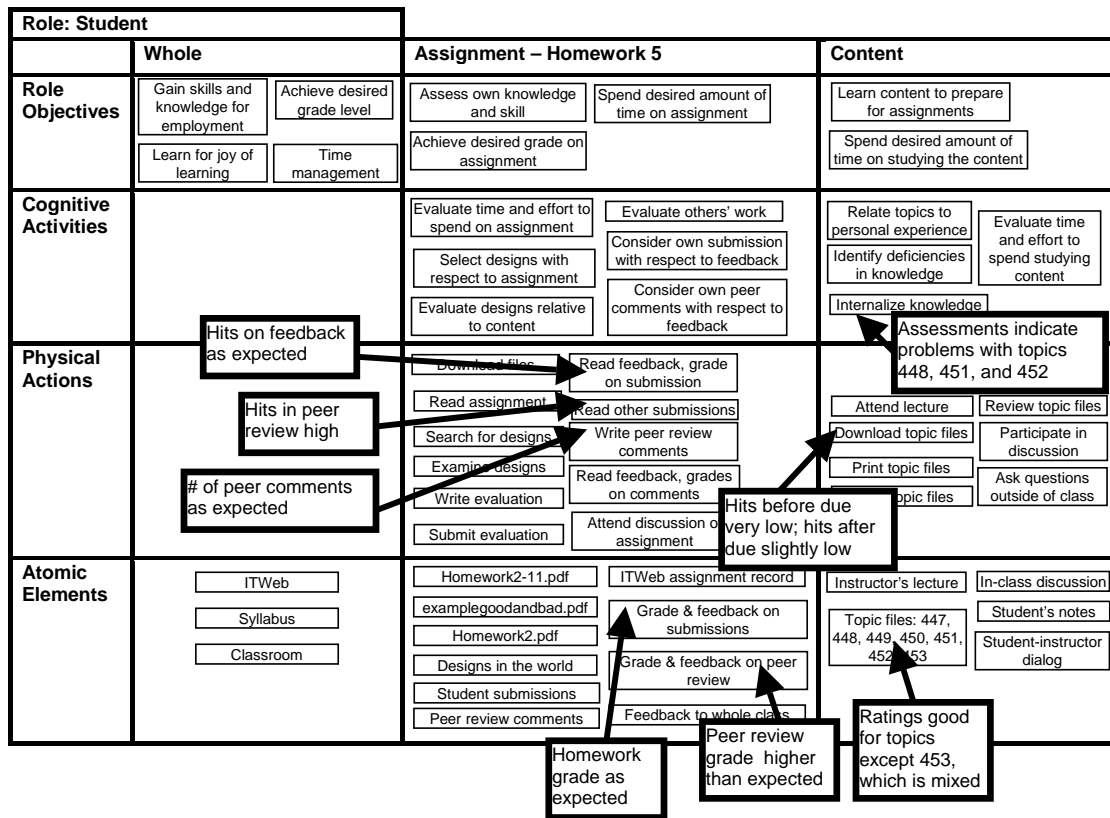 Role: Student
Whole
Assignment – Homework 5
Content
Role
Objectives
Gain skills and
knowledge for
employment
Achieve desired
grade level
Learn for joy of
learning
Time
management
Assess own knowledge
and skill
Spend desired amount of
time on assignment
Achieve desired grade on
assignment
Learn content to prepare
for assignments
Spend desired amount of
time on studying the content
Cognitive
Activities
Evaluate time and effort to
spend on assignment
Evaluate others' work
Select designs with
respect to assignment
Consider own submission
with respect to feedback
Evaluate designs relative
to content
Consider own peer
comments with respect to
feedback
Relate topics to
personal experience
Evaluate time
and effort to
spend studying
content
Identify deficiencies
in knowledge
Internalize knowledge
Hits on feedback
as expected
Assessments indicate
problems with topics
448, 451, and 452
Physical
Actions
Download files
Read feedback, grade
on submission
Read assignment
Read other submissions
Hits in peer
review high
Search for designs
Write peer review
comments
Examine designs
Read feedback, grades
on comments
Write evaluation
Submit evaluation
Attend discussion o
assignment
# of peer comments
as expected
Attend lecture
Review topic files
Download topic files
Participate in
discussion
Print topic files
Ask questions
outside of class
opic files
Hits before due
very low; hits after
due slightly low
Atomic
Elements
ITWeb
Syllabus
Classroom
Homework2-11.pdf
ITWeb assignment record
examplegoodandbad.pdf
Grade & feedback on
submissions
Homework2.pdf
Designs in the world
Grade & feedback on peer
review
Student submissions
Peer review comments
Feedback to whole class
Instructor's lecture
In-class discussion
Topic files: 447,
448, 449, 450, 451,
452, 453
Student's notes
Student-instructor
dialog
Homework
grade as
expected
Peer review
grade higher
than expected
Ratings good
for topics
except 453,
which is mixed